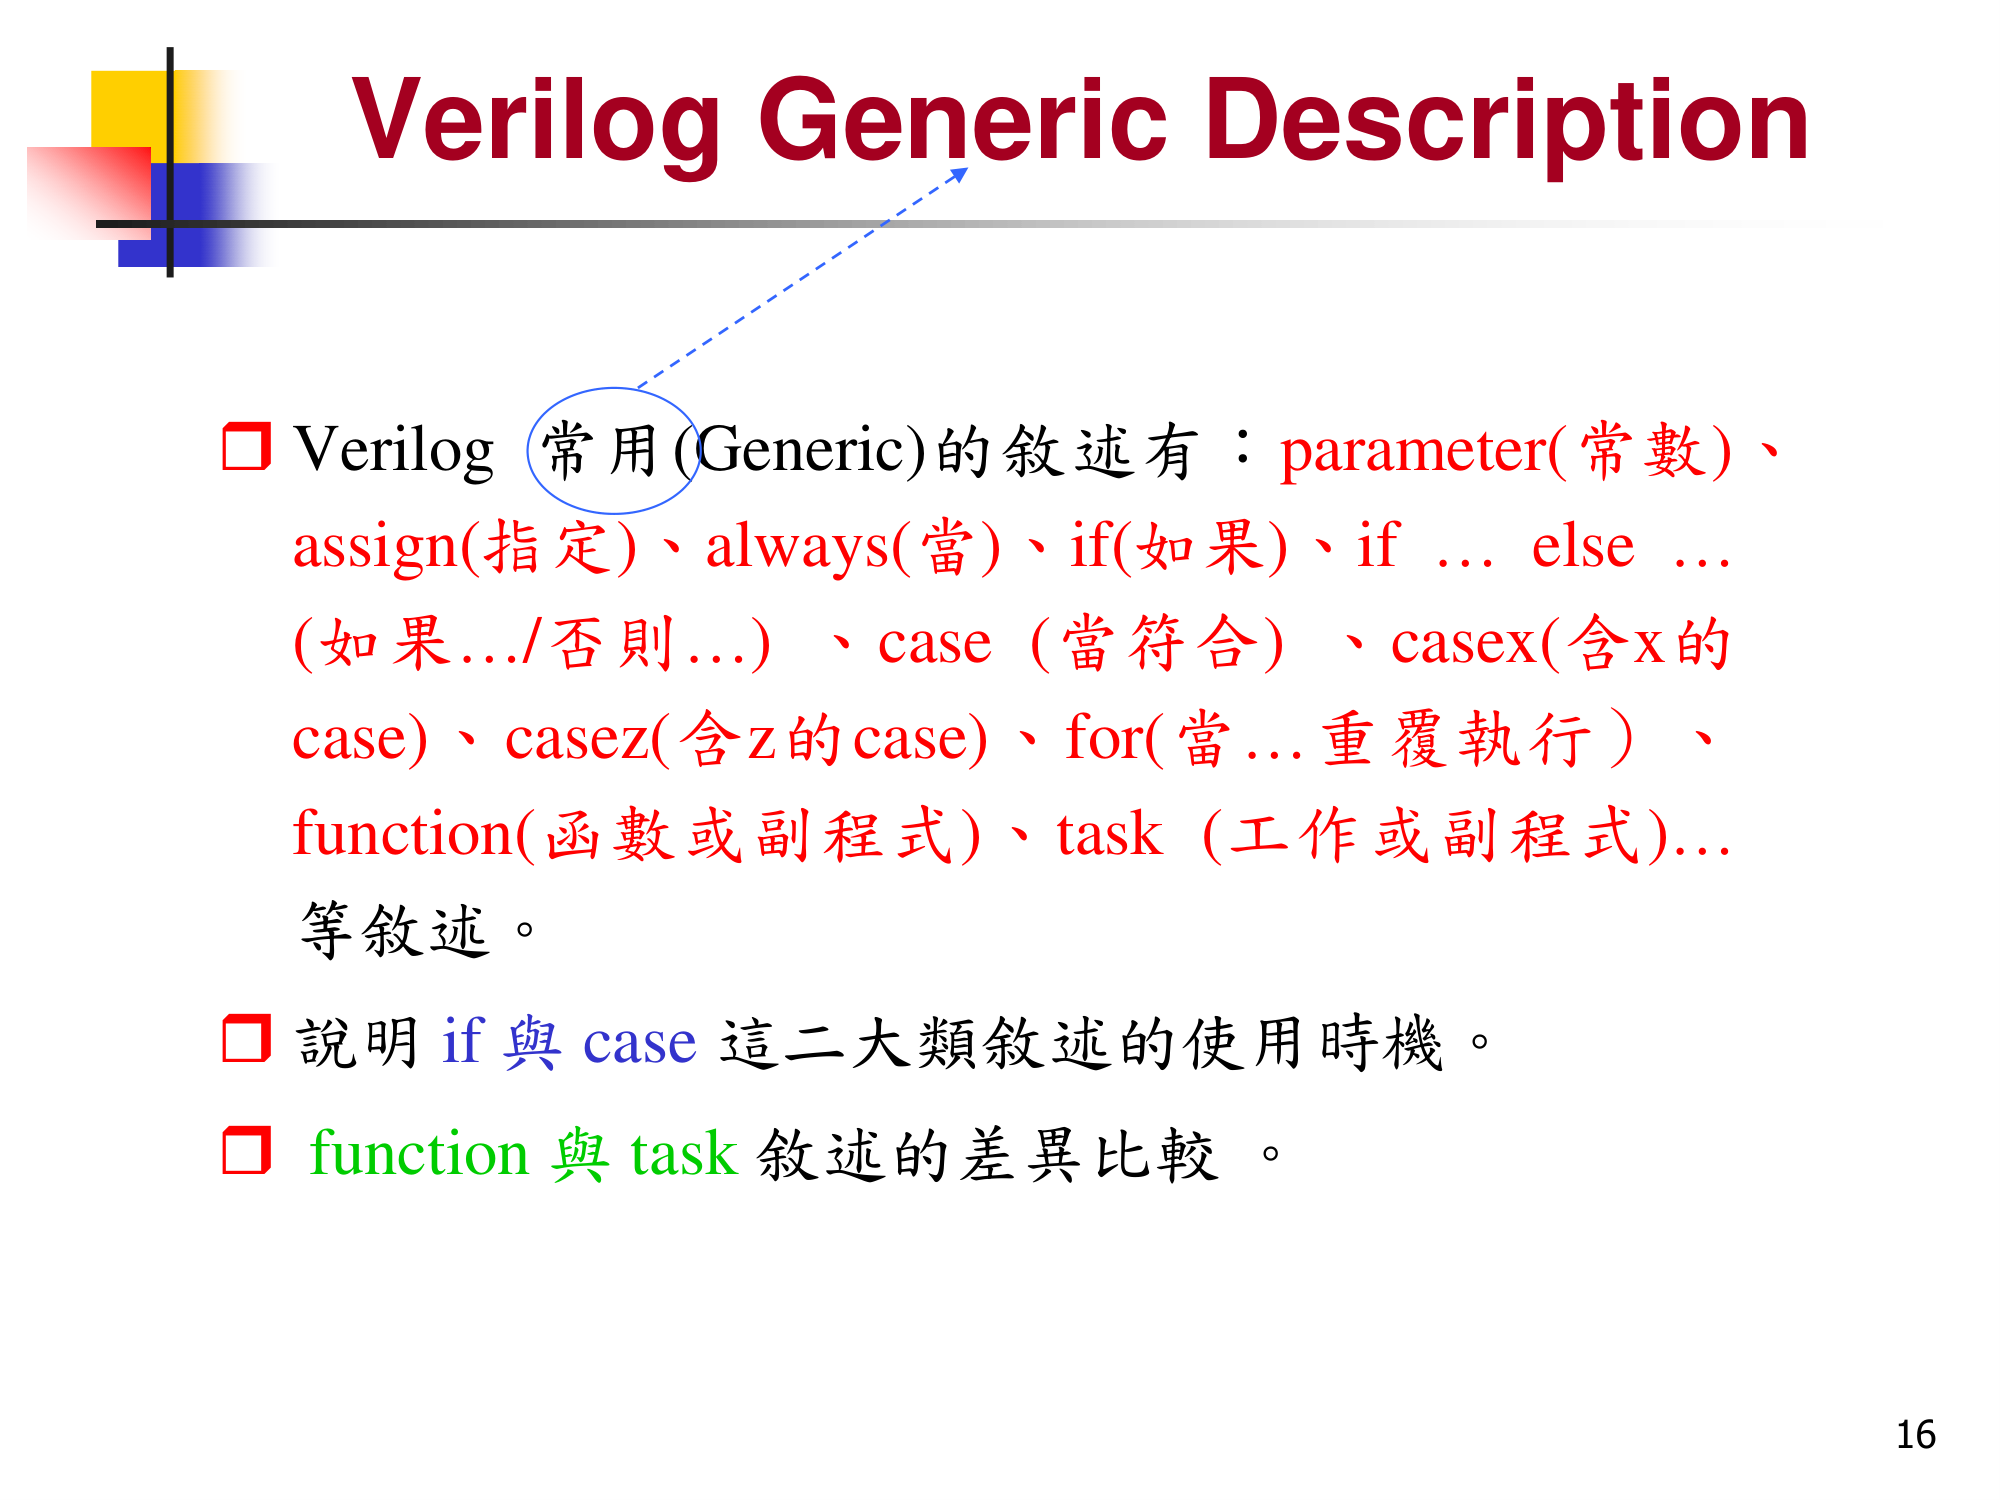 Verilog Generic Description
Verilog 常用(Generic)的敘述有：parameter(常數)、
assign(指定)、always(當)、if(如果)、if … else …
(如果…/否則…) 、case (當符合) 、casex(含x的
case)、casez(含z的case)、for(當…重覆執行）、
function(函數或副程式)、task (工作或副程式)…
等敘述。
說明 if 與 case 這二大類敘述的使用時機。
function 與 task 敘述的差異比較 。
16